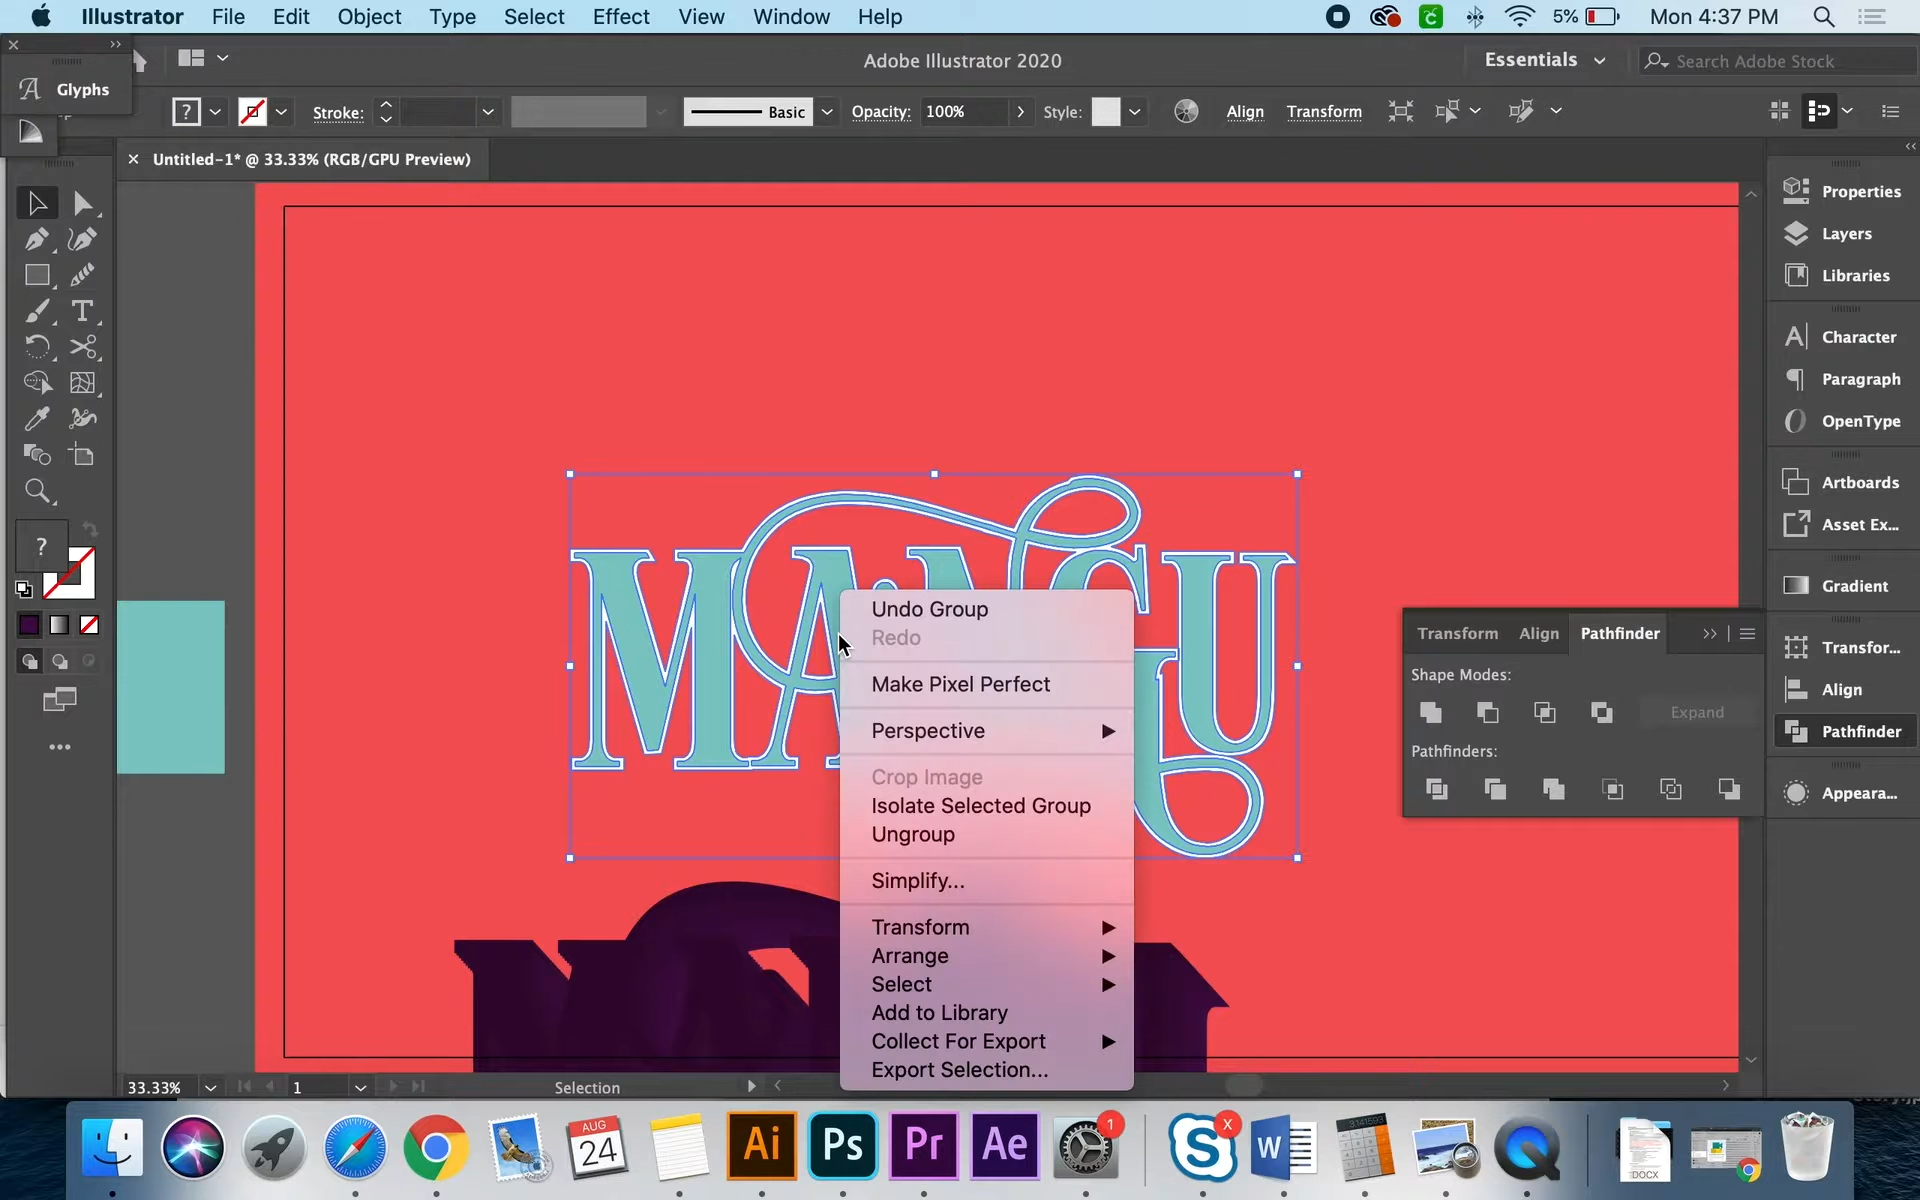 Illustrator File Edit Object Type Select Effect View Window Help 5% Mon 4:37 PM
Adobe Illustrator 2020 Essentials Search Adobe Stock
Glyphs
? Stroke: Basic Opacity: 100% Style: Align Transform
Untitled-1* @ 33.33% (RGB/GPU Preview)
Properties
Layers
Libraries
Character
Paragraph
OpenType
Artboards
Asset Ex...
Gradient
Transfor...
Align
Pathfinder
Appeara...
?
MANGU
Undo Group
Redo
Make Pixel Perfect
Perspective
Crop Image
Isolate Selected Group
Ungroup
Simplify...
Transform
Arrange
Select
Add to Library
Collect For Export
Export Selection...
Transform Align Pathfinder
Shape Modes:
Expand
Pathfinders:
33.33% 1 Selection
AUG
24
Ai
Ps
Pr
Ae
1
S
X
W
DOCX